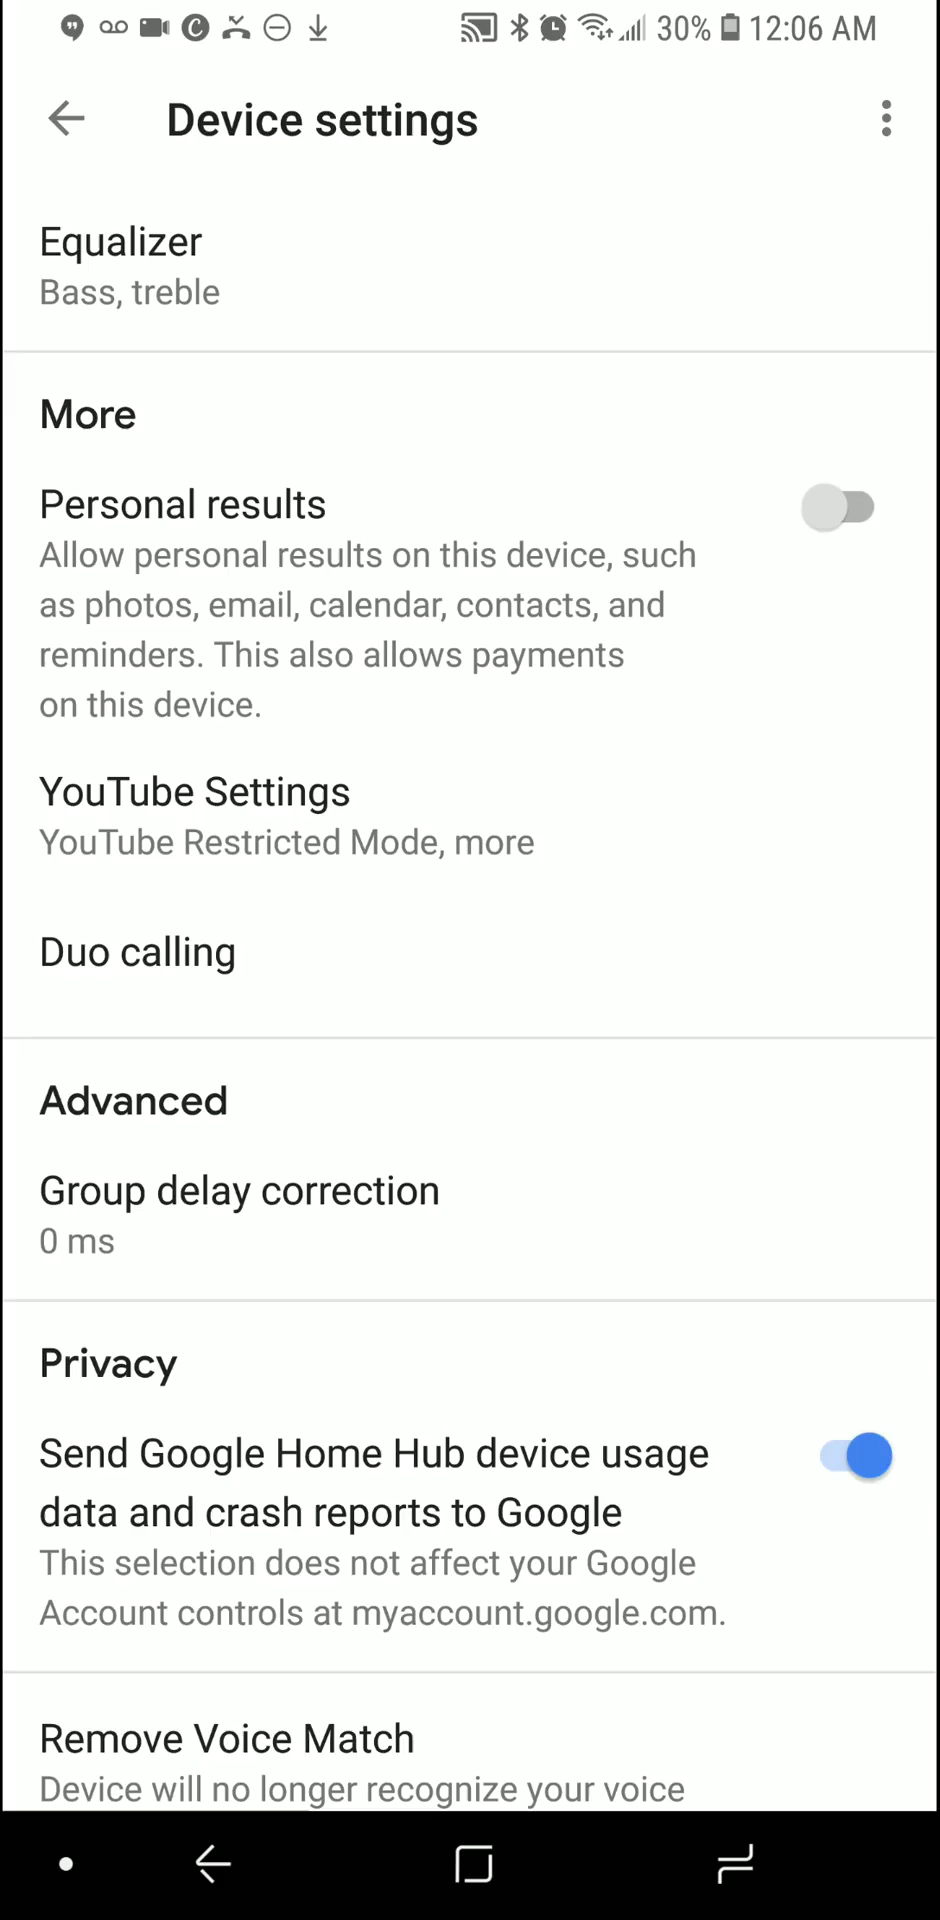 30% 12:06 AM
Device settings
Equalizer
Bass, treble
More
Personal results
Allow personal results on this device, such
as photos, email, calendar, contacts, and
reminders. This also allows payments
on this device.
YouTube Settings
YouTube Restricted Mode, more
Duo calling
Advanced
Group delay correction
0 ms
Privacy
Send Google Home Hub device usage
data and crash reports to Google
This selection does not affect your Google
Account controls at myaccount.google.com.
Remove Voice Match
Device will no longer recognize your voice